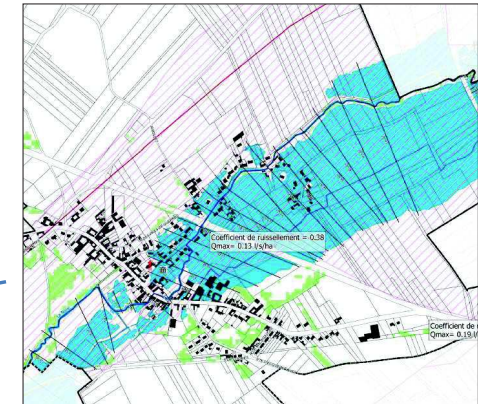 Coefficient de ruissellement = 0.38
Qmax= 0.13 l/s/ha
Coefficient de
Qmax= 0.19 l/